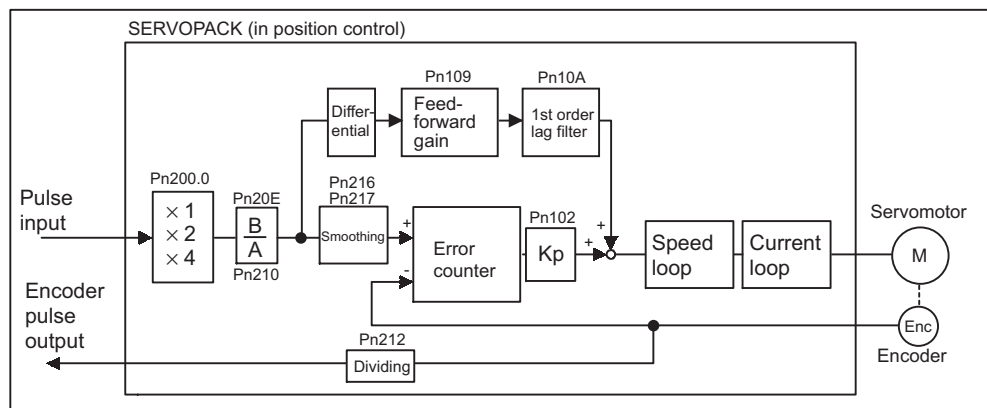 SERVOPACK (in position control)
Pn109
Pn10A
Differ-
ential
Feed-
forward
gain
1st order
lag filter
Pn200.0
Pn216
Pn217
Pn20E
Pulse
input
× 1
× 2
× 4
B
A
Pn210
Smoothing
+
-
Error
counter
Pn102
Kp
+
+
Speed
loop
Current
loop
Servomotor
M
Enc
Encoder
Encoder
pulse
output
Pn212
Dividing